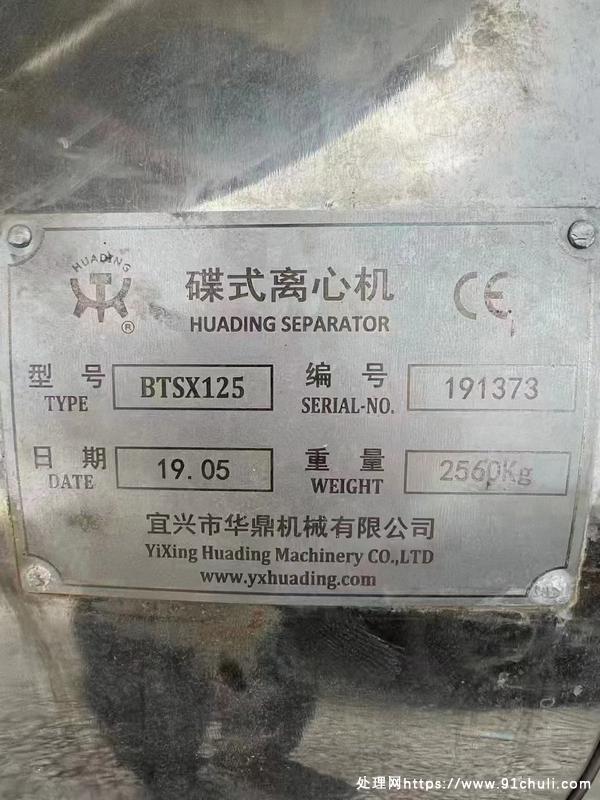 HUADING
®
碟式离心机
HUADING SEPARATOR
CE
型号 BTSX125 编号 191373
TYPE SERIAL-NO.
日期 19.05 重量 2560Kg
DATE WEIGHT
宜兴市华鼎机械有限公司
YiXing Huading Machinery CO.,LTD
www.yxhuading.com
处理网https://www.91chuli.com/